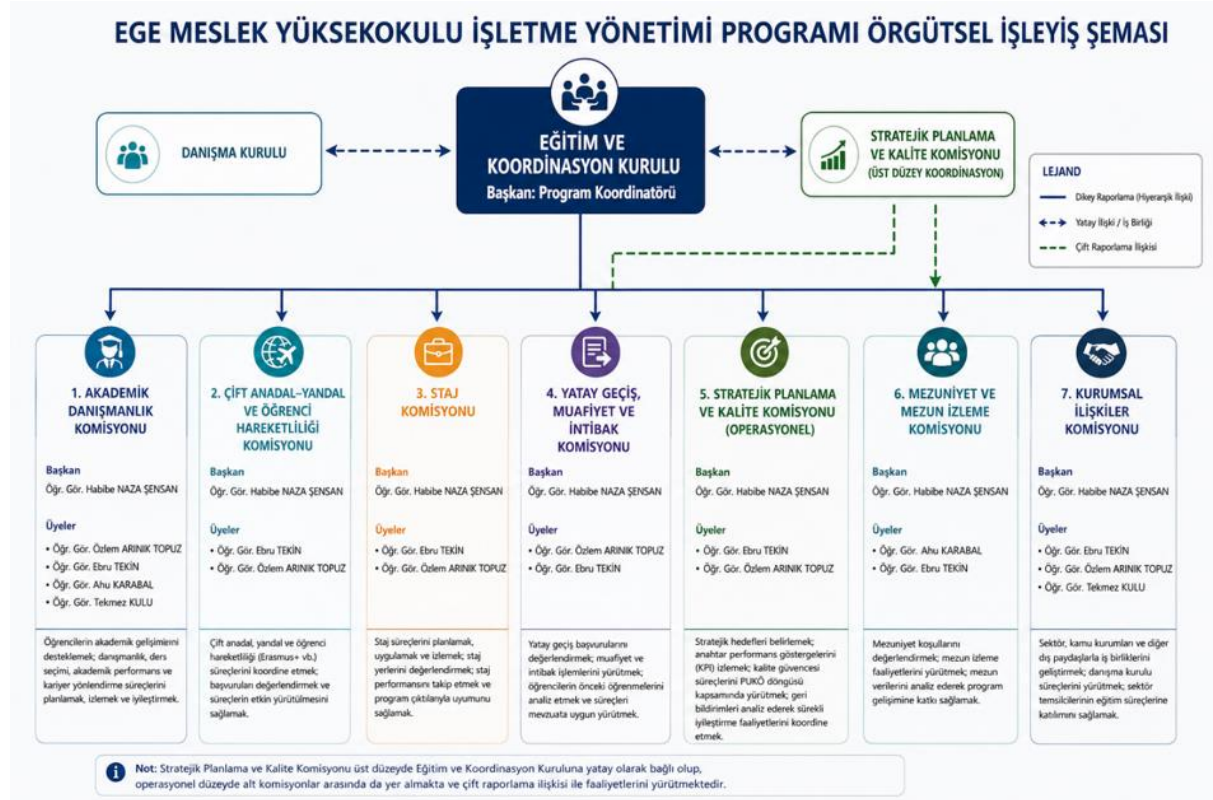 EGE MESLEK YÜKSEKOKULU İŞLETME YÖNETİMİ PROGRAMI ÖRGÜTSEL İŞLEYİŞ ŞEMASI
DANIŞMA KURULU
EĞİTİM VE
KOORDİNASYON KURULU
Başkan: Program Koordinatörü
STRATEJİK PLANLAMA
VE KALİTE KOMİSYONU
(ÜST DÜZEY KOORDİNASYON)
LEJAND
Dikey Raporlama (Hiyerarşik İlişki)
Yatay İlişki / İş Birliği
Çift Raporlama İlişkisi
1. AKADEMİK
DANIŞMANLIK
KOMİSYONU
Başkan
Öğr. Gör. Habibe NAZA ŞENSAN
Üyeler
• Öğr. Gör. Özlem ARINIK TOPUZ
• Öğr. Gör. Ebru TEKİN
• Öğr. Gör. Ahu KARABAL
• Öğr. Gör. Tekmez KULU
Öğrencilerin akademik gelişimierıni
desteklemek; danışmanlık, ders
seçimi, akademik performans ve
kariyer yönlendirme süreçlerini
planlamak, izlemek ve iyileştirmek.
2. ÇİFT ANADAL–YANDAL
VE ÖĞRENCİ
HAREKETLİLİĞİ
KOMİSYONU
Başkan
Öğr. Gör. Habibe NAZA ŞENSAN
Üyeler
• Öğr. Gör. Ebru TEKİN
• Öğr. Gör. Özlem ARINIK TOPUZ
Çift anadal, yandal ve öğrenci
hareketliliği (Erasmus+ vb.)
süreçlerini koordine etmek;
başvuruları değerlendirmek ve
süreçlerin etkin yürütülmesini
sağlamak.
3. STAJ
KOMİSYONU
Başkan
Öğr. Gör. Habibe NAZA ŞENSAN
Üyeler
• Öğr. Gör. Ebru TEKİN
• Öğr. Gör. Özlem ARINIK TOPUZ
Staj süreçlerini planlamak,
uygulamak ve izlemek; staj
yerlerini değerlendirmek; staj
performansını takip etmek ve
program çıktılarıyla uyumunu
sağlamak.
4. YATAY GEÇİŞ,
MUAFİYET VE
İNTİBAK
KOMİSYONU
Başkan
Öğr. Gör. Habibe NAZA ŞENSAN
Üyeler
• Öğr. Gör. Özlem ARINIK TOPUZ
• Öğr. Gör. Ebru TEKİN
Yatay geçiş başvurularını
değerlendirmek; muafiyet ve
intibak işlemlerini yürütmek;
öğrencilerin önceki öğrenmelerini
analiz etmek ve süreçleri
mevzuata uygun yürütmek.
5. STRATEJİK PLANLAMA
VE KALİTE KOMİSYONU
(OPERASYONEL)
Başkan
Öğr. Gör. Habibe NAZA ŞENSAN
Üyeler
• Öğr. Gör. Ebru TEKİN
• Öğr. Gör. Özlem ARINIK TOPUZ
Stratejik hedefleri belirlemek;
anahtar performans göstergelerini
(KPI) izlemek; kalite güvencesi
süreçlerini PUKÖ döngüsü
kapsamında yürütmek; geri
bildirimleri analiz ederek sürekli
iyileştirme faaliyetlerini koordine
etmek.
6. MEZUNİYET VE
MEZUN İZLEME
KOMİSYONU
Başkan
Öğr. Gör. Habibe NAZA ŞENSAN
Üyeler
• Öğr. Gör. Ahu KARABAL
• Öğr. Gör. Ebru TEKİN
Mezuniyet koşullarını
değerlendirmek; mezun izleme
faaliyetlerini yürütmek; mezun
verilerini analiz ederek program
gelişimine katkı sağlamak.
7. KURUMSAL
İLİŞKİLER
KOMİSYONU
Başkan
Öğr. Gör. Habibe NAZA ŞENSAN
Üyeler
• Öğr. Gör. Ebru TEKİN
• Öğr. Gör. Özlem ARINIK TOPUZ
• Öğr. Gör. Tekmez KULU
Sektör, kamu kurumları ve diğer
dış paydaşlarla iş birliklerini
geliştirmek; danışma kurulu
süreçlerini yürütmek; sektör
temsilcilerinin eğitim süreçlerine
katılımını sağlamak.
Not: Stratejik Planlama ve Kalite Komisyonu üst düzeyde Eğitim ve Koordinasyon Kuruluna yatay olarak bağlı olup,
operasyonel düzeyde alt komisyonlar arasında da yer almakta ve çift raporlama ilişkisi ile faaliyetlerini yürütmektedir.